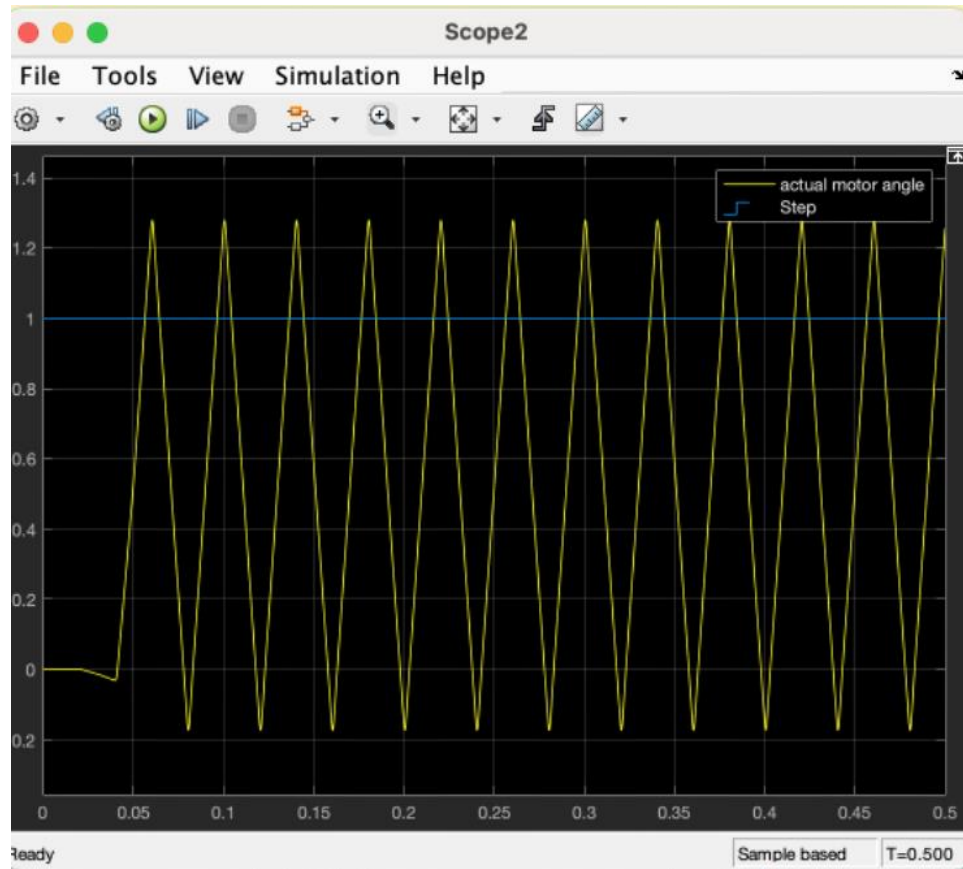 Scope2
File Tools View Simulation Help
actual motor angle
Step
1.4
1.2
1
0.8
0.6
0.4
0.2
0
0.2
0 0.05 0.1 0.15 0.2 0.25 0.3 0.35 0.4 0.45 0.5
Ready Sample based T=0.500